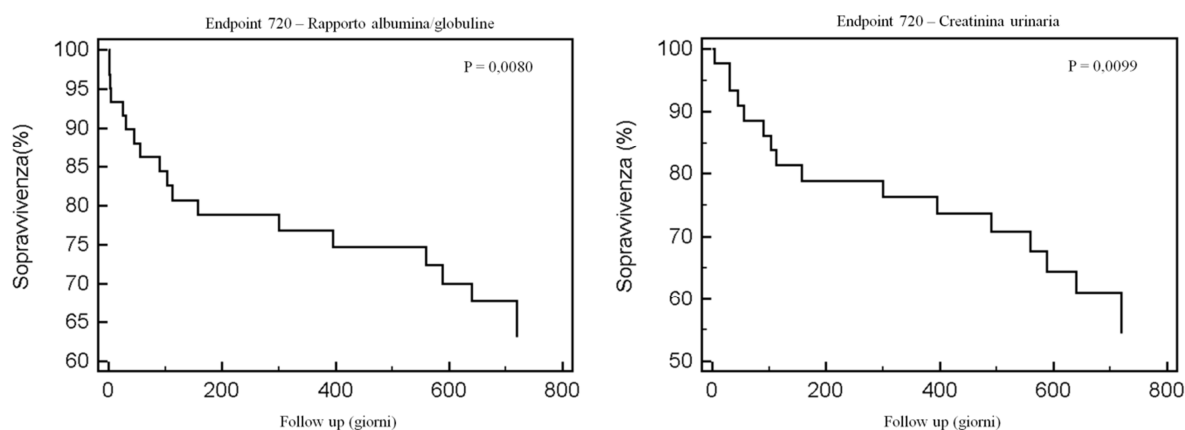 Endpoint 720 – Rapporto albumina/globuline
P = 0,0080
Sopravvivenza(%)
100
95
90
85
80
75
70
65
60
0 200 400 600 800
Follow up (giorni)
Endpoint 720 – Creatinina urinaria
P = 0,0099
Sopravvivenza (%)
100
90
80
70
60
50
0 200 400 600 800
Follow up (giorni)